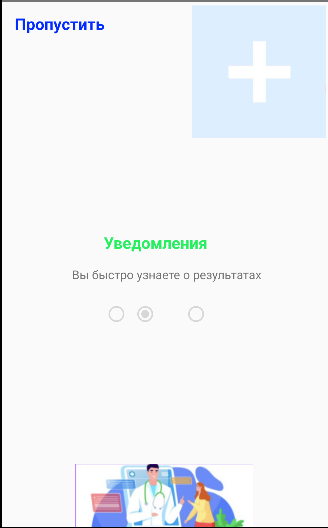 Пропустить
Уведомления
Вы быстро узнаете о результатах